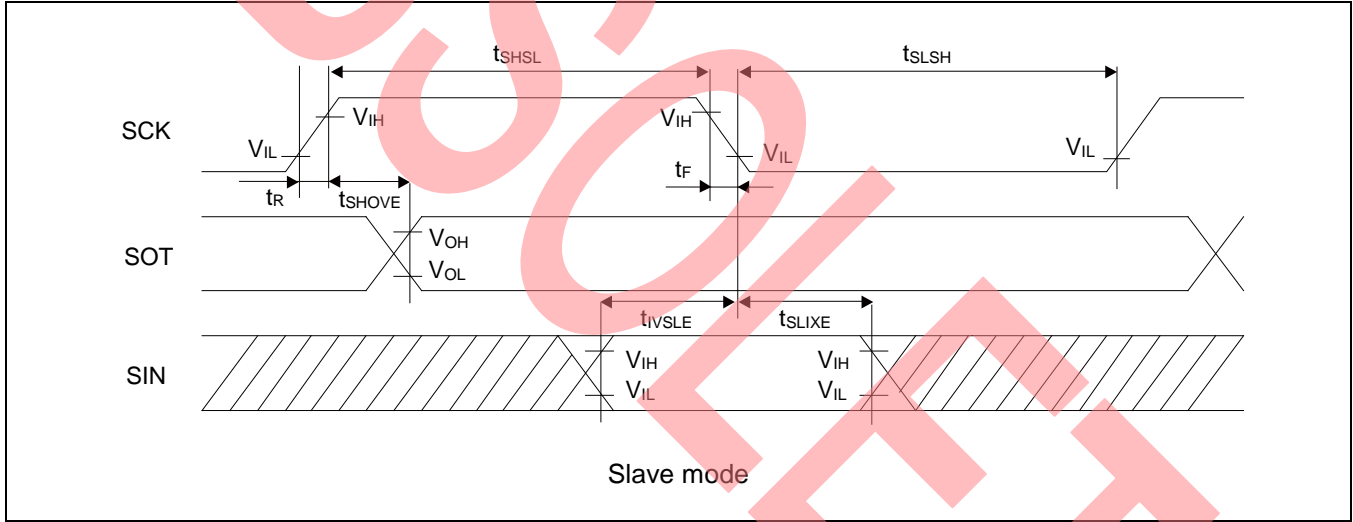 tSHSL
tSLSH
SCK
VIH
VIH
VIL
VIL
VIL
tR
tSHOVE
tF
SOT
VOH
VOL
tIVSLE
tSLIXE
SIN
VIH
VIH
VIL
VIL
Slave mode